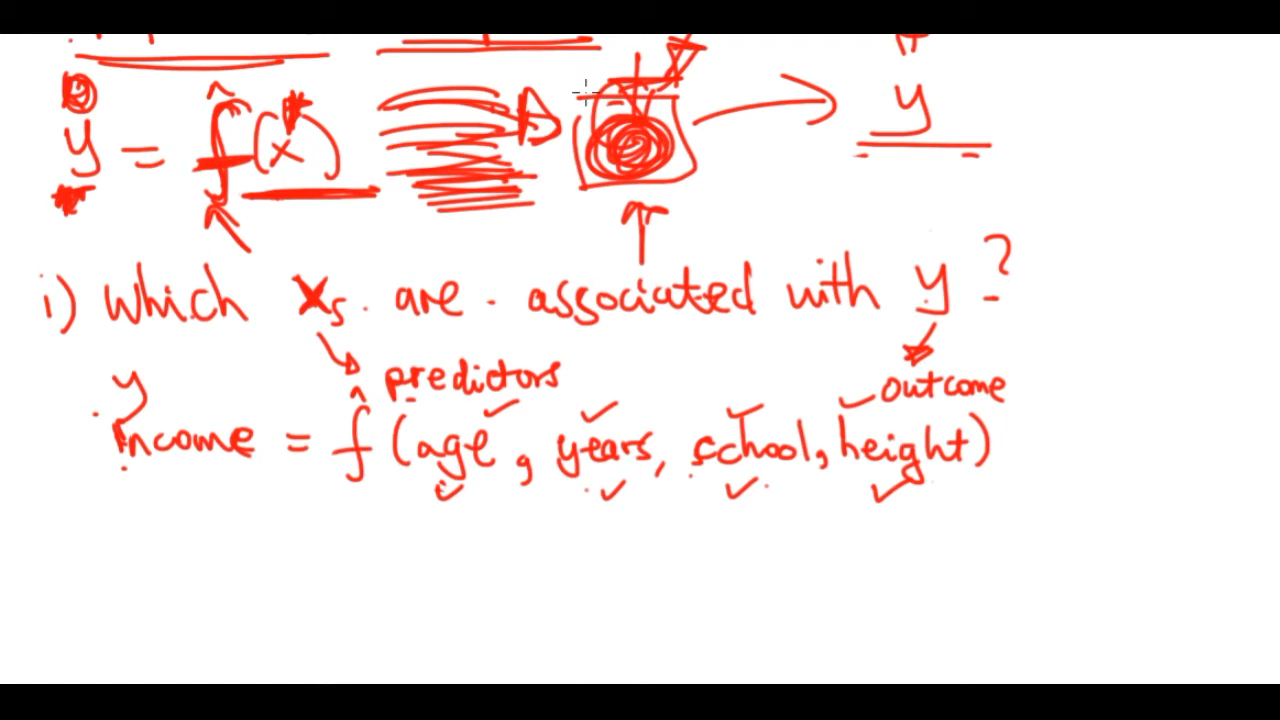 y = f̂(x) y
i) Which Xs are associated with y?
predictors
y outcome
income = f̂ (age, years, school, height)